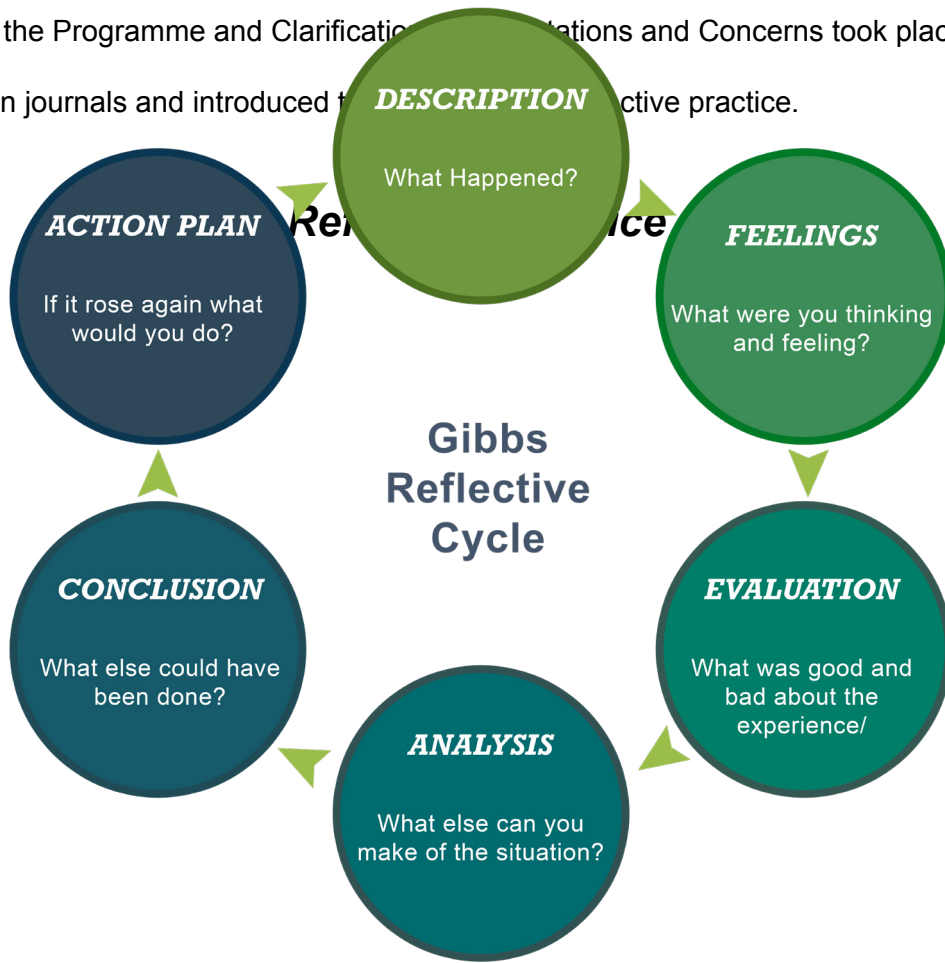 the Programme and Clarificatio ations and Concerns took plac
n journals and introduced t ctive practice.
DESCRIPTION
What Happened?
Re ice
FEELINGS
What were you thinking
and feeling?
EVALUATION
What was good and
bad about the
experience/
ANALYSIS
What else can you
make of the situation?
CONCLUSION
What else could have
been done?
ACTION PLAN
If it rose again what
would you do?
Gibbs
Reflective
Cycle